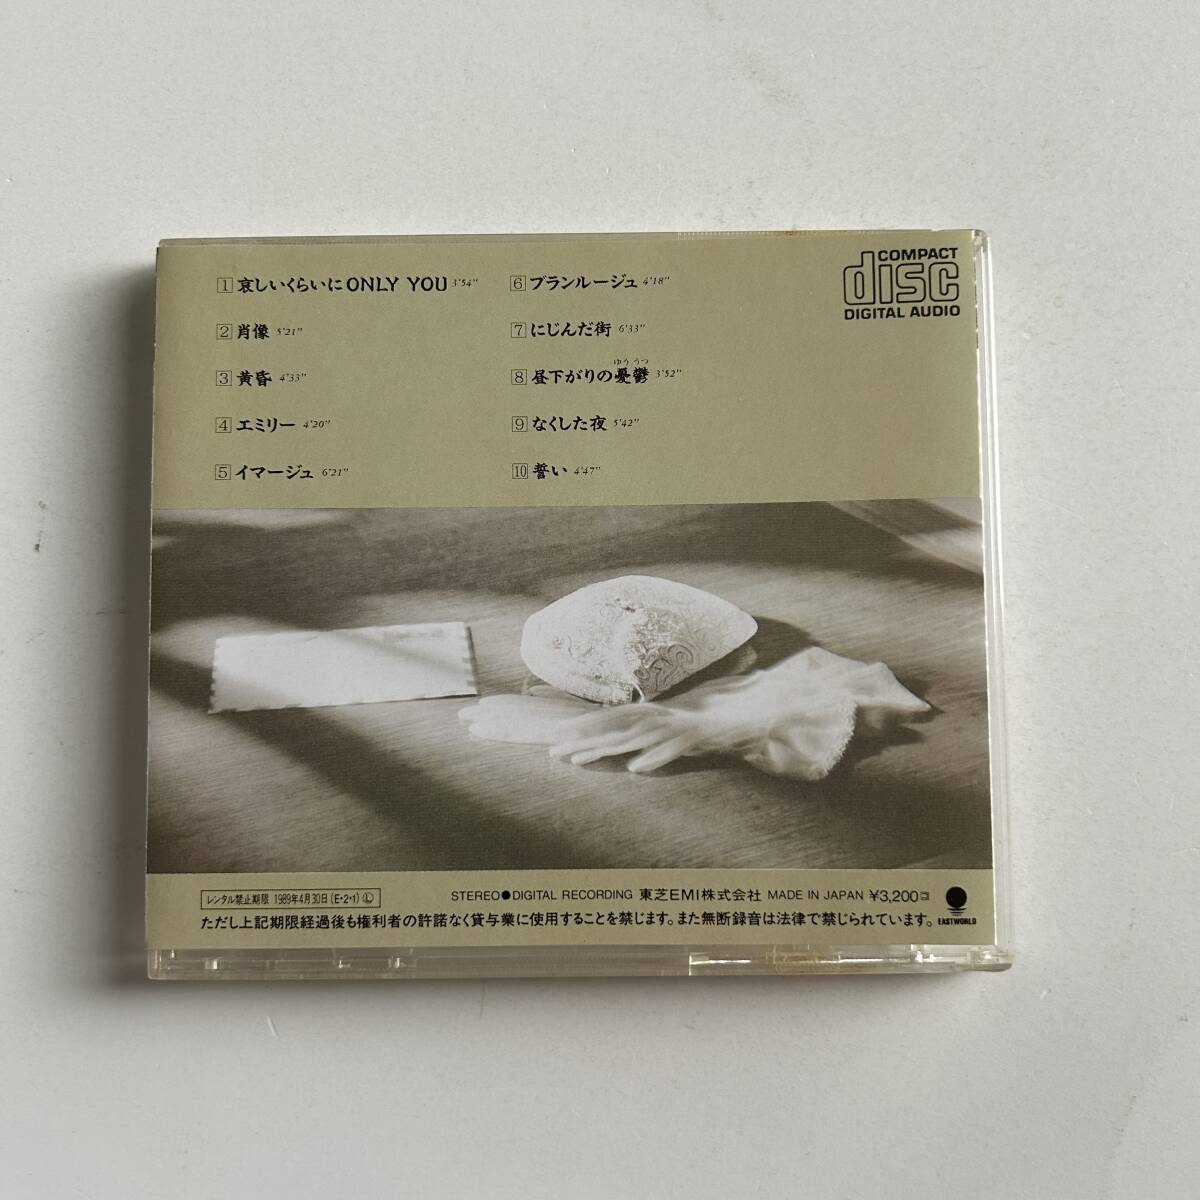 1 哀しいくらいにONLY YOU 3'54"
2 肖像 5'21"
3 黄昏 4'33"
4 エミリー 4'20"
5 イマージュ 6'21"
6 ブランルージュ 4'18"
7 にじんだ街 6'33"
ゆううつ
8 昼下がりの憂鬱 3'52"
9 なくした夜 5'42"
10 誓い 4'47"
COMPACT
disc
DIGITAL AUDIO
レンタル禁止期限 1989年4月30日(E・2・1) Ⓛ STEREO●DIGITAL RECORDING 東芝EMI株式会社 MADE IN JAPAN ¥3,200
ただし上記期限経過後も権利者の許諾なく貸与業に使用することを禁じます。また無断録音は法律で禁じられています。
EASTWORLD